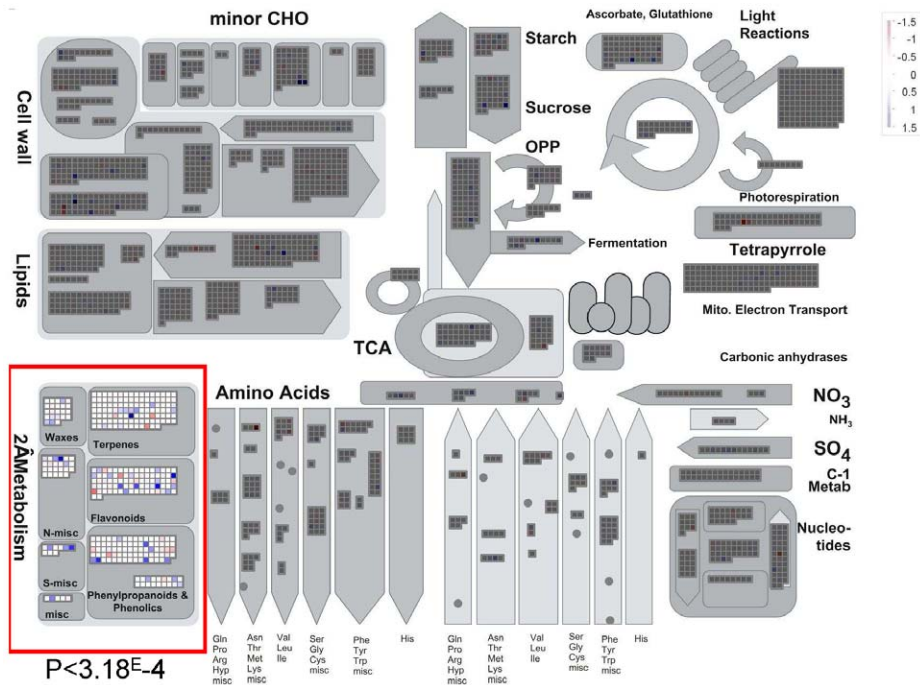 minor CHO
Cell wall
Lipids
Starch
Sucrose
OPP
Fermentation
TCA
Ascorbate, Glutathione
Light
Reactions
-1.5
-1
-0.5
0
0.5
1
1.5
Photorespiration
Tetrapyrrole
Mito. Electron Transport
Carbonic anhydrases
2ÂMetabolism
Waxes
Terpenes
N-misc
Flavonoids
S-misc
misc
Phenylpropanoids &
Phenolics
P<3.18E-4
Amino Acids
NO3
NH3
SO4
C-1
Metab
Nucleo-
tides
Gln
Pro
Arg
Hyp
misc
Asn
Thr
Met
Lys
misc
Val
Leu
Ile
Ser
Gly
Cys
misc
Phe
Tyr
Trp
misc
His
Gln
Pro
Arg
Hyp
misc
Asn
Thr
Met
Lys
misc
Val
Leu
Ile
Ser
Gly
Cys
misc
Phe
Tyr
Trp
misc
His